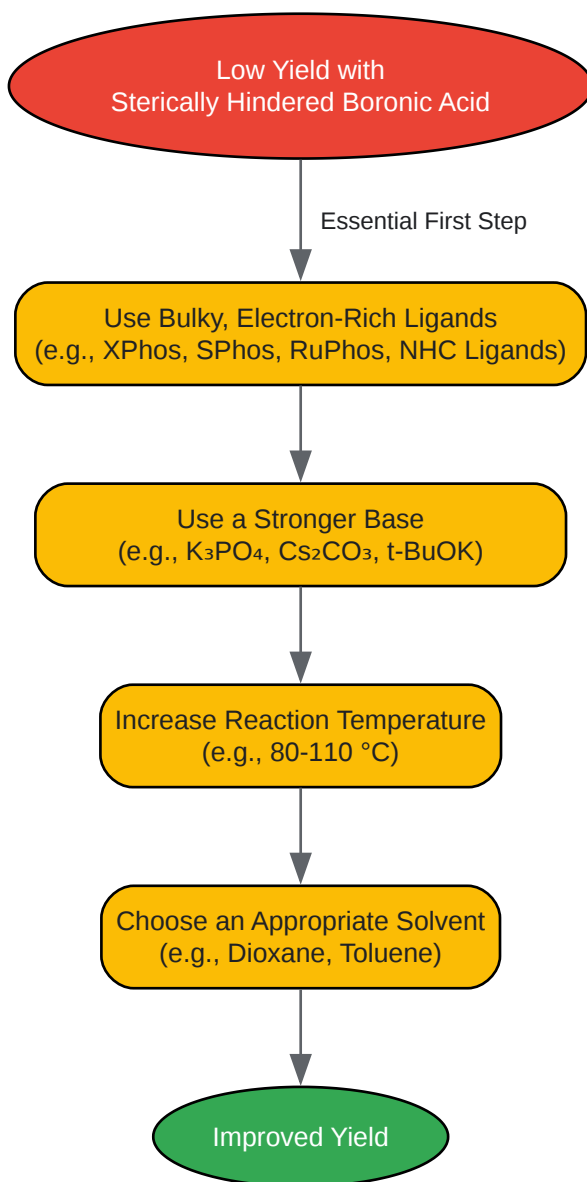 Low Yield with
Sterically Hindered Boronic Acid
Essential First Step
Use Bulky, Electron-Rich Ligands
(e.g., XPhos, SPhos, RuPhos, NHC Ligands)
Use a Stronger Base
(e.g., K₃PO₄, Cs₂CO₃, t-BuOK)
Increase Reaction Temperature
(e.g., 80-110 °C)
Choose an Appropriate Solvent
(e.g., Dioxane, Toluene)
Improved Yield